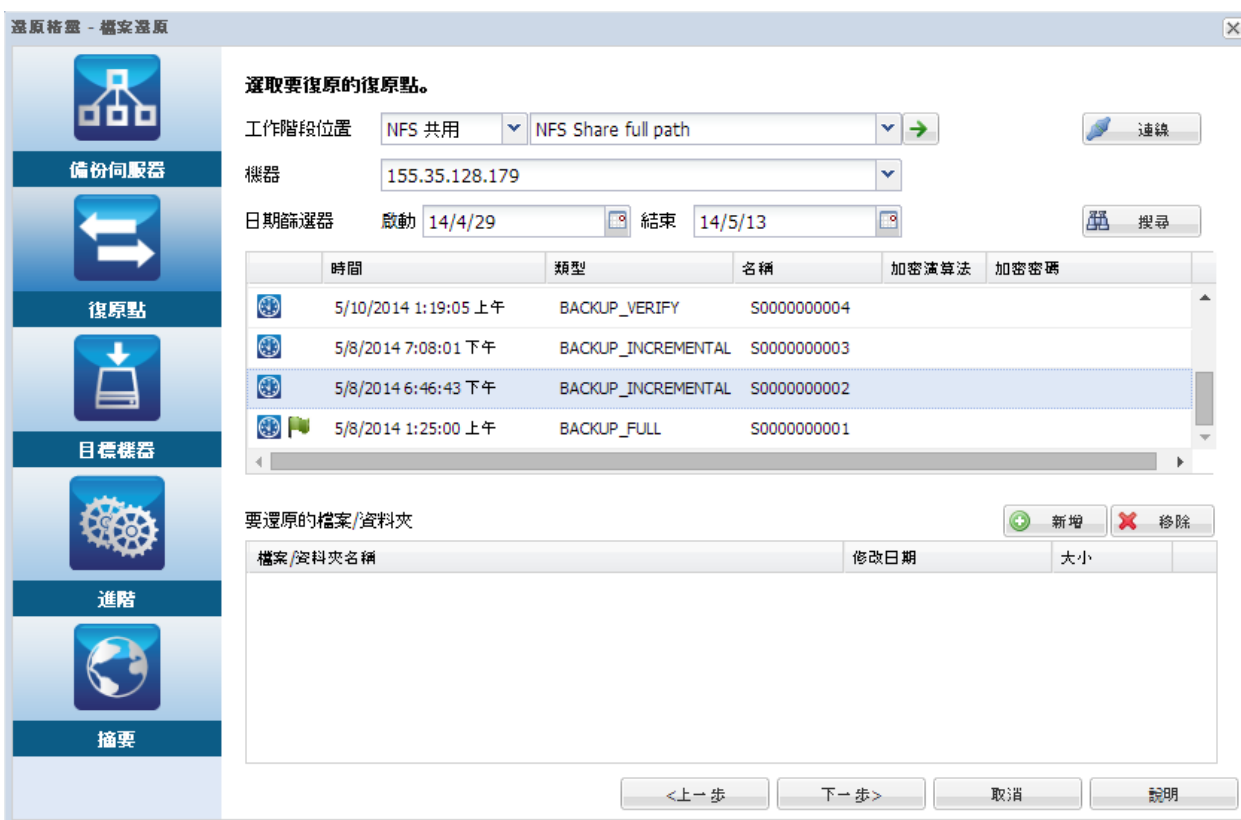 還原精靈 - 檔案還原
備份伺服器
復原點
目標機器
進階
摘要
選取要復原的復原點。
工作階段位置 NFS 共用 NFS Share full path 連線
機器 155.35.128.179
日期篩選器 啟動 14/4/29 結束 14/5/13 搜尋
時間 類型 名稱 加密演算法 加密密碼
5/10/2014 1:19:05 上午 BACKUP_VERIFY S0000000004
5/8/2014 7:08:01 下午 BACKUP_INCREMENTAL S0000000003
5/8/2014 6:46:43 下午 BACKUP_INCREMENTAL S0000000002
5/8/2014 1:25:00 上午 BACKUP_FULL S0000000001
要還原的檔案/資料夾 新增 移除
檔案/資料夾名稱 修改日期 大小
<上一步 下一步> 取消 說明